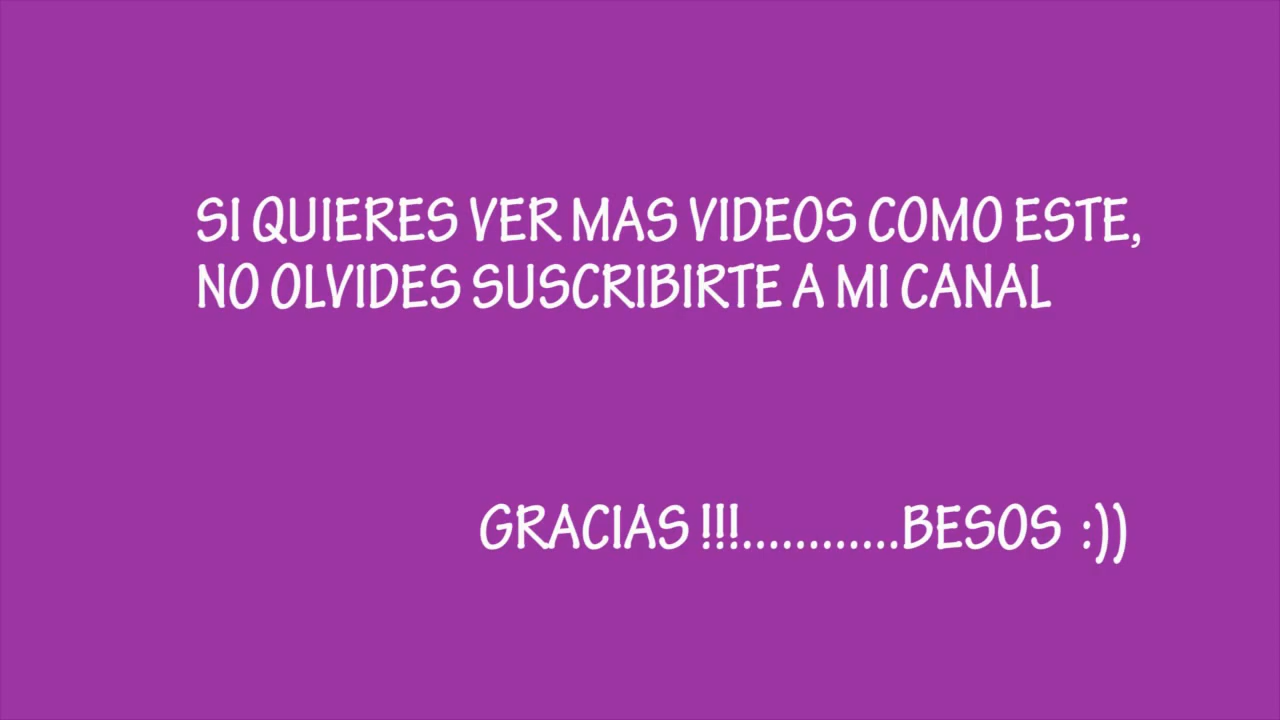 SI QUIERES VER MAS VIDEOS COMO ESTE,
NO OLVIDES SUSCRIBIRTE A MI CANAL
GRACIAS !!!............BESOS :))